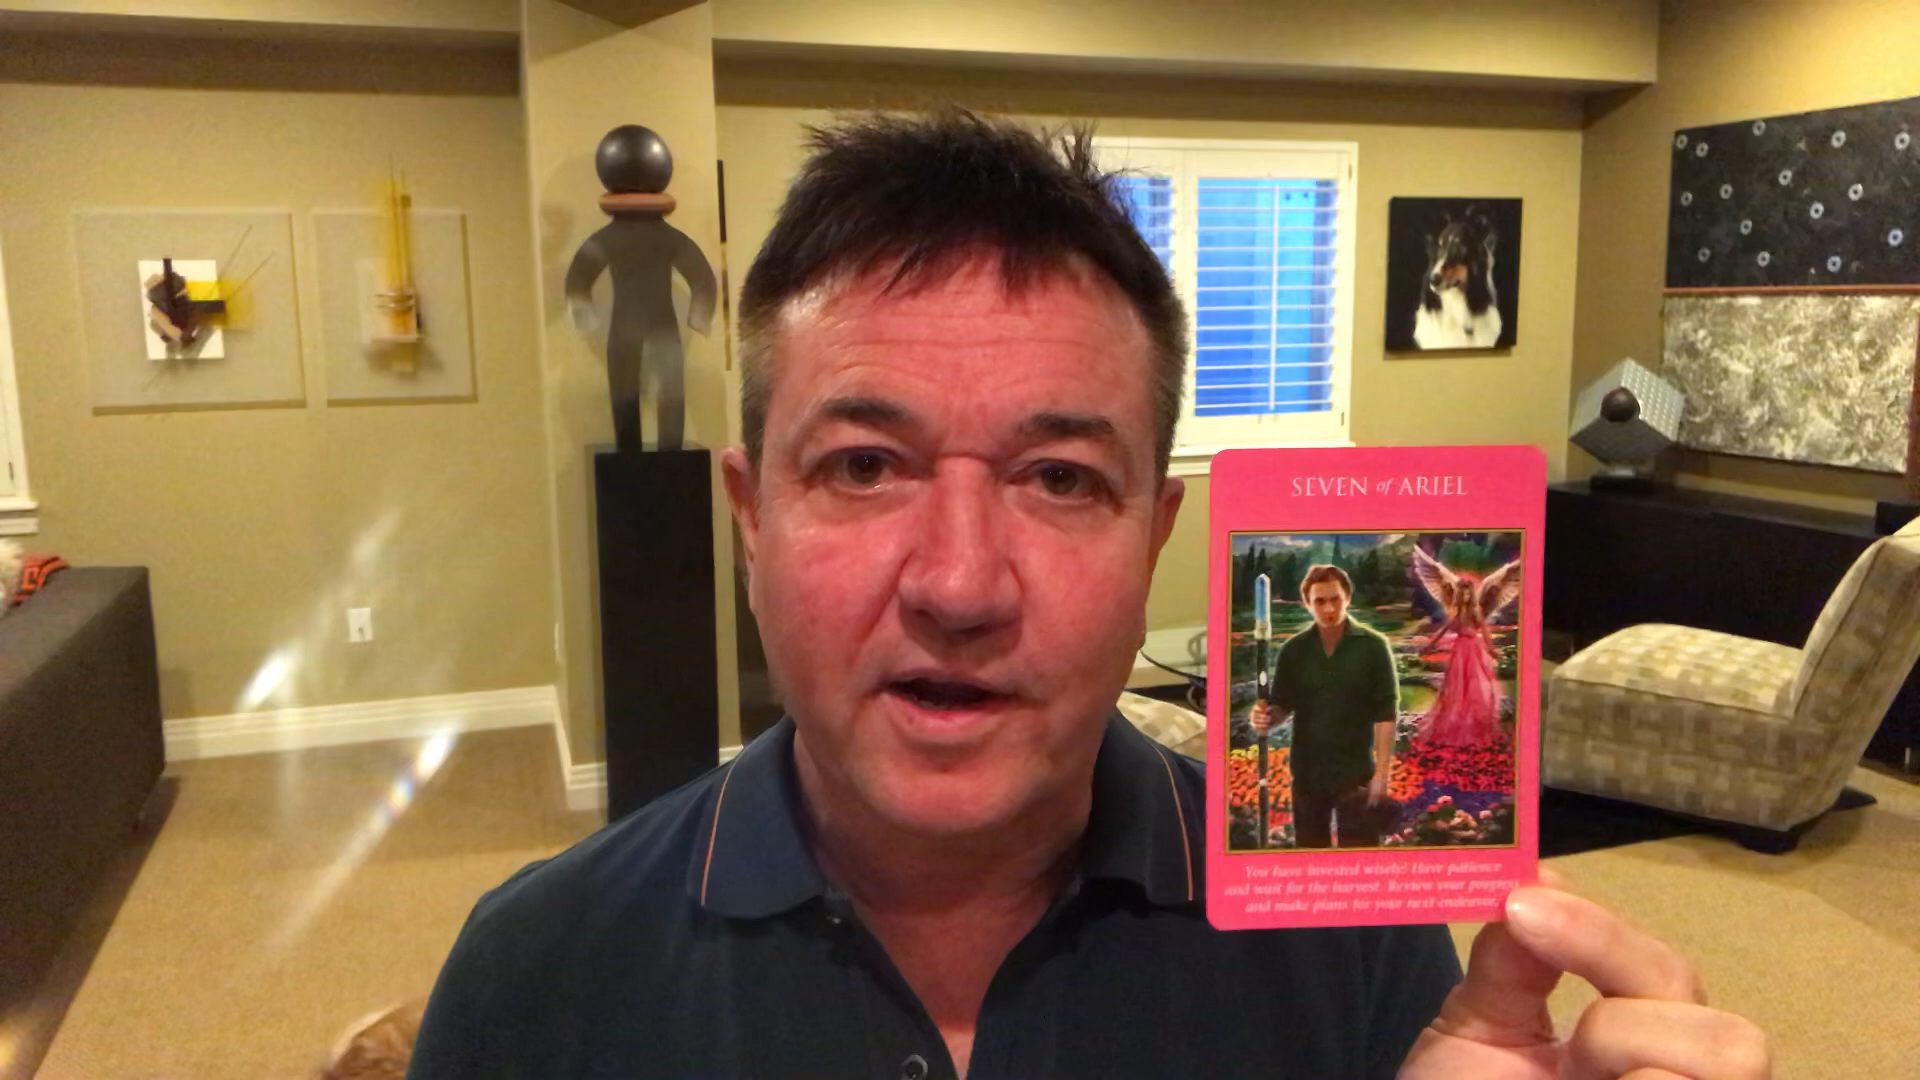 SEVEN of ARIEL
You have invested wisely! Have patience
and wait for the harvest. Review your progress
and make plans for your next endeavor.